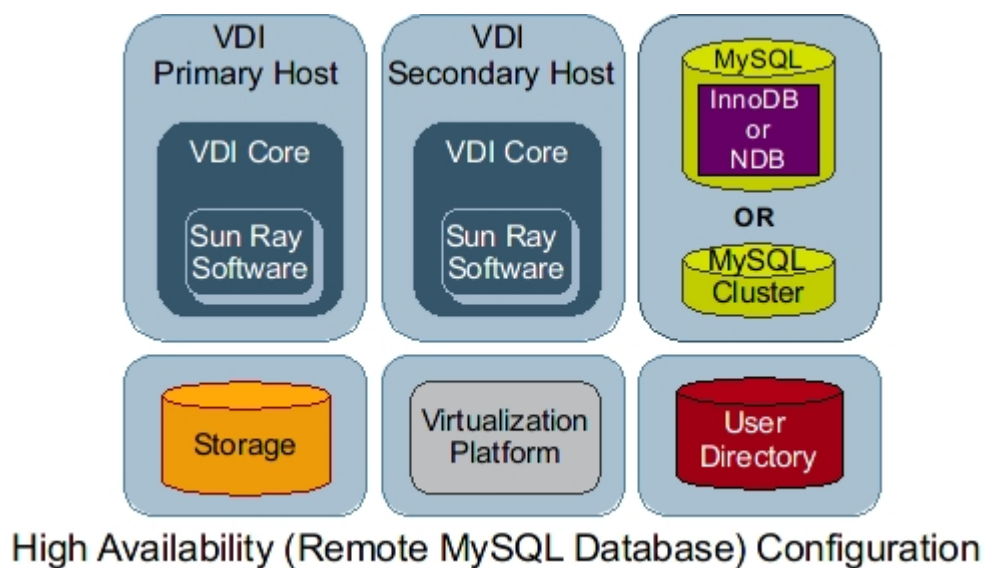 VDI
Primary Host
VDI Core
Sun Ray
Software
VDI
Secondary Host
VDI Core
Sun Ray
Software
MySQL
InnoDB
or
NDB
OR
MySQL
Cluster
Storage
Virtualization
Platform
User
Directory
High Availability (Remote MySQL Database) Configuration